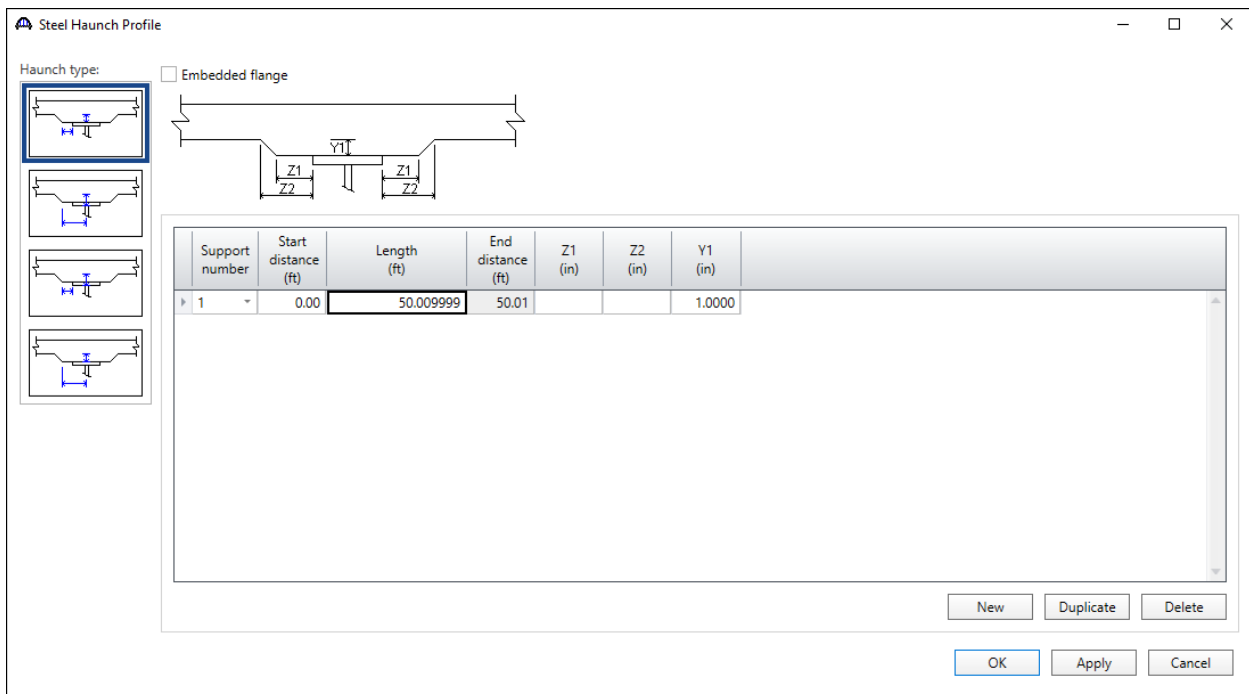 Steel Haunch Profile
Haunch type:
Embedded flange
Y1
Z1 Z1
Z2 Z2
Support number Start distance (ft) Length (ft) End distance (ft) Z1 (in) Z2 (in) Y1 (in)
1 0.00 50.009999 50.01 1.0000
New Duplicate Delete
OK Apply Cancel